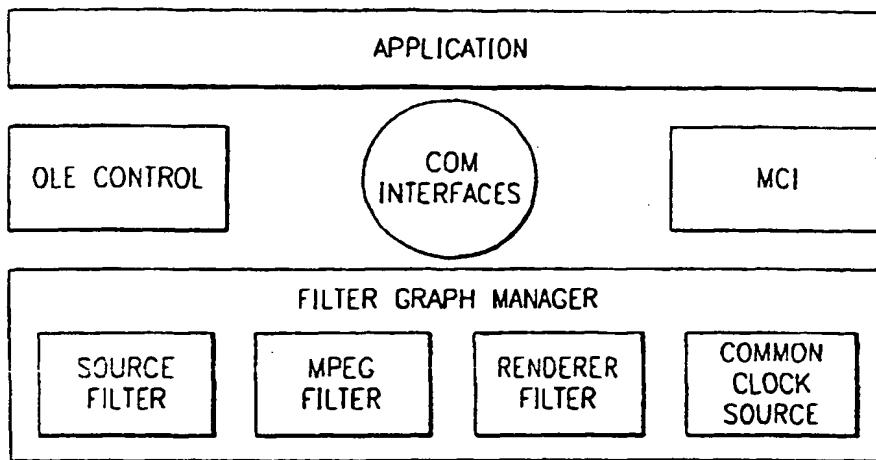 APPLICATION
OLE CONTROL
COM
INTERFACES
MCI
FILTER GRAPH MANAGER
SOURCE
FILTER
MPEG
FILTER
RENDERER
FILTER
COMMON
CLOCK
SOURCE